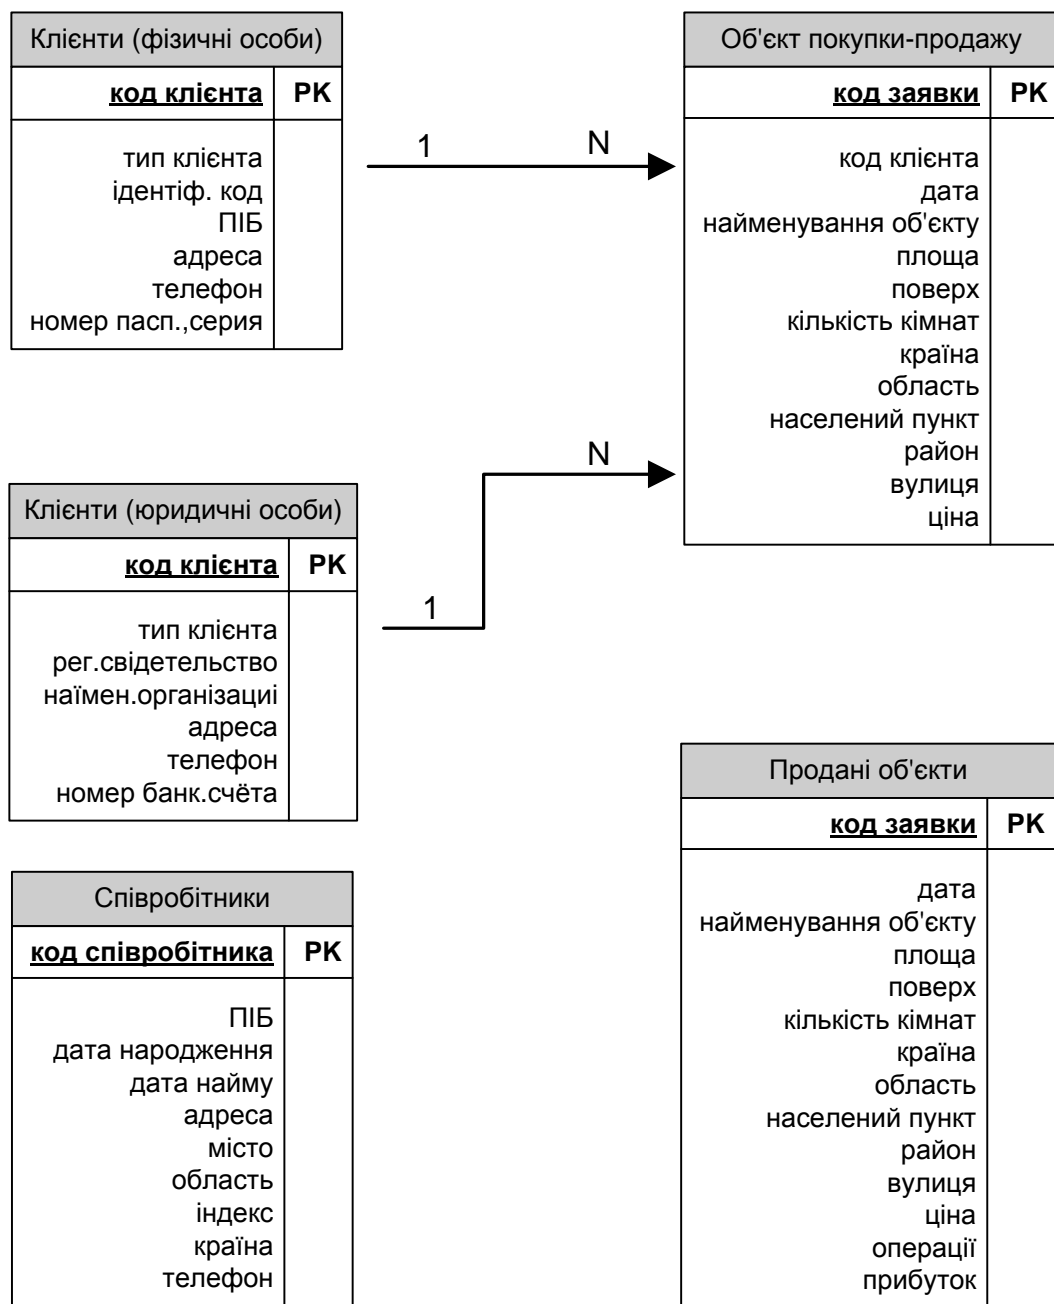 Клієнти (фізичні особи)
код клієнта PK
тип клієнта
ідентіф. код
ПІБ
адреса
телефон
номер пасп.,серия
1 N
Об'єкт покупки-продажу
код заявки PK
код клієнта
дата
найменування об'єкту
площа
поверх
кількість кімнат
країна
область
населений пункт
район
вулиця
ціна
Клієнти (юридичні особи)
код клієнта PK
тип клієнта
рег.свідетельство
наїмен.організациі
адреса
телефон
номер банк.счёта
1 N
Співробітники
код співробітника PK
ПІБ
дата народження
дата найму
адреса
місто
область
індекс
країна
телефон
Продані об'єкти
код заявки PK
дата
найменування об'єкту
площа
поверх
кількість кімнат
країна
область
населений пункт
район
вулиця
ціна
операції
прибуток